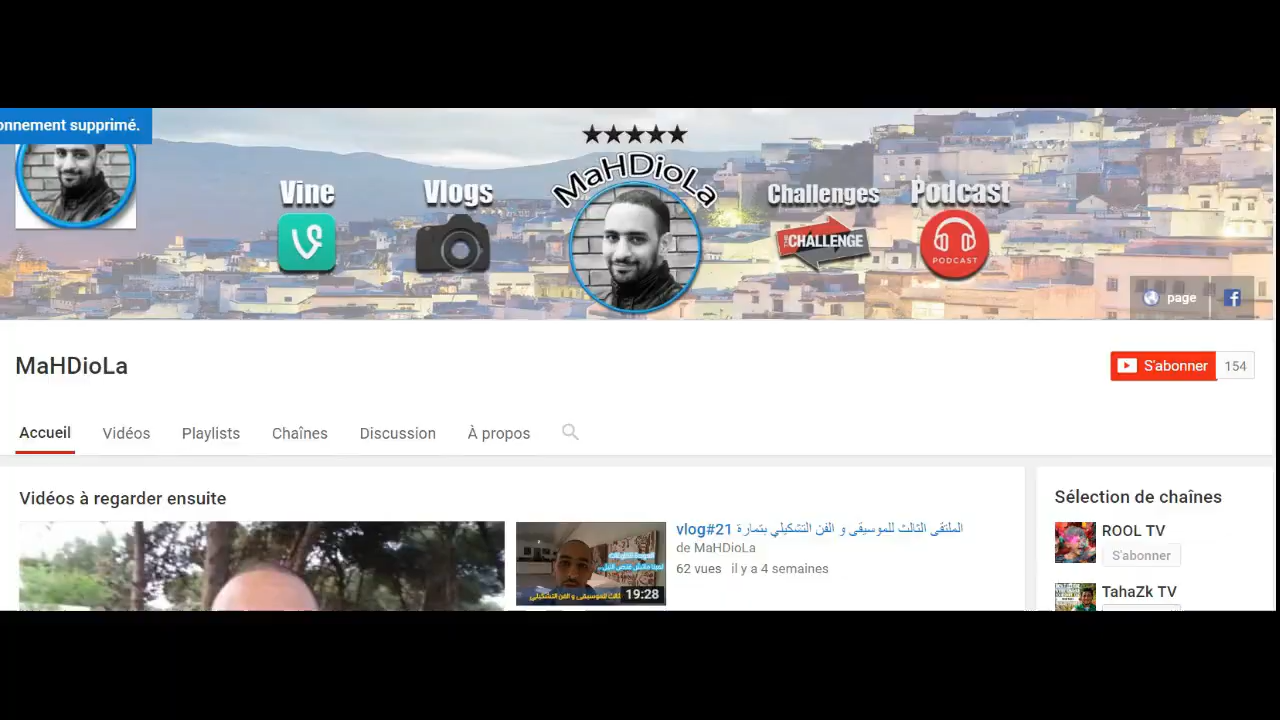 onnement supprimé.
★★★★★
MaHDioLa
Vine
Vlogs
Challenges
Podcast
CHALLENGE
PODCAST
page
MaHDioLa
S'abonner 154
Accueil Vidéos Playlists Chaînes Discussion À propos
Vidéos à regarder ensuite
vlog#21 الملتقى الثالث للموسيقى و الفن التشكيلي بتمارة
de MaHDioLa
62 vues il y a 4 semaines
19:28
Sélection de chaînes
ROOL TV
S'abonner
TahaZk TV